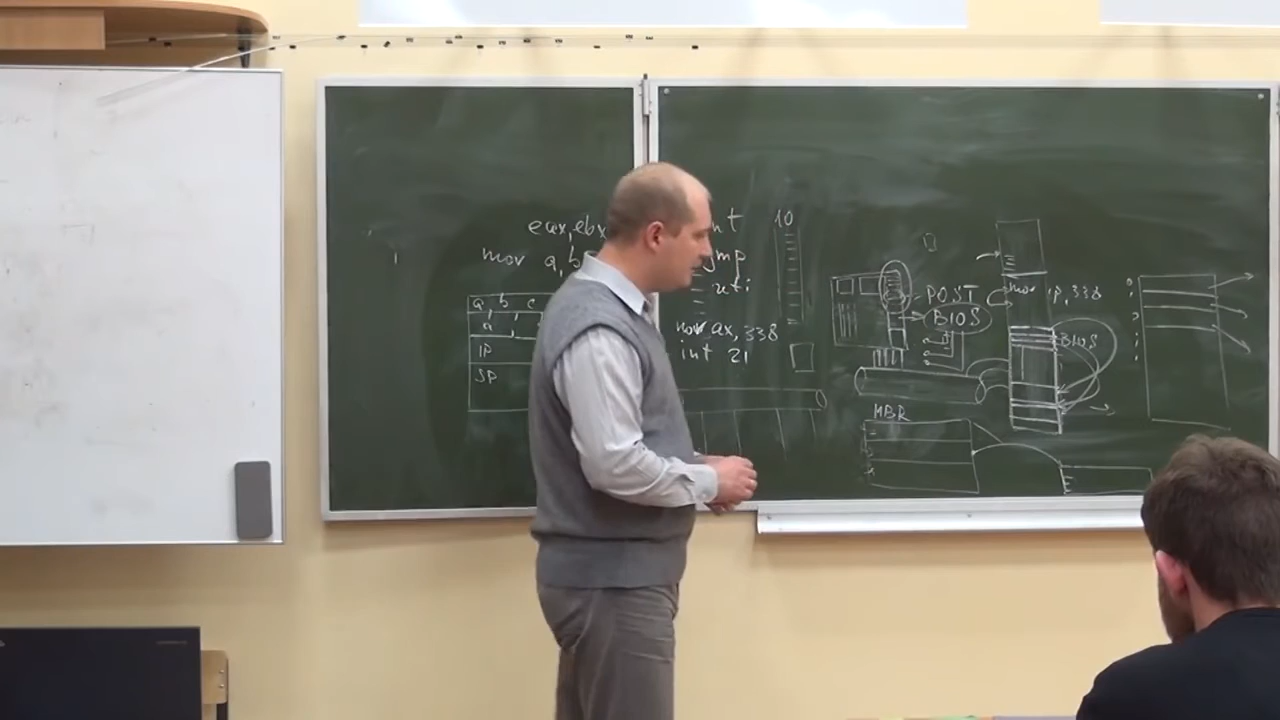 eax, ebx
mov a, b
a, b c
a,
IP
SP
10
jmp
mov ax, 338
int 21
POST
BIOS
MBR
mov ip, 338
BIOS